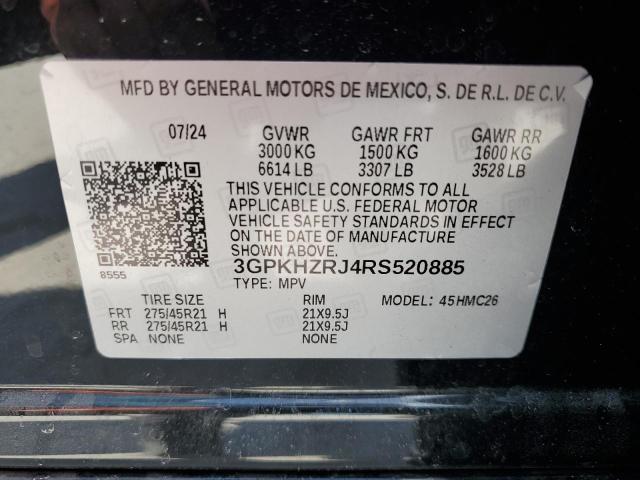 MFD BY GENERAL MOTORS DE MEXICO, S. DE R.L. DE C.V.
07/24 GVWR GAWR FRT GAWR RR
3000 KG 1500 KG 1600 KG
6614 LB 3307 LB 3528 LB
THIS VEHICLE CONFORMS TO ALL
APPLICABLE U.S. FEDERAL MOTOR
VEHICLE SAFETY STANDARDS IN EFFECT
ON THE DATE OF MANUFACTURE
SHOWN ABOVE.
8555
3GPKHZRJ4RS520885
TYPE: MPV
TIRE SIZE RIM MODEL: 45HMC26
FRT 275/45R21 H 21X9.5J
RR 275/45R21 H 21X9.5J
SPA NONE NONE